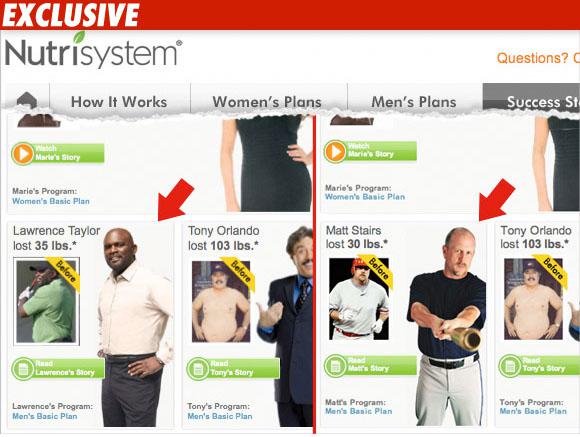 EXCLUSIVE
Nutrisystem®
Questions? C
How It Works
Women's Plans
Men's Plans
Success St
Watch
Marie's Story
Marie's Program:
Women's Basic Plan
Lawrence Taylor
lost 35 lbs.*
Before
Read
Lawrence's Story
Lawrence's Program:
Men's Basic Plan
Tony Orlando
lost 103 lbs.*
Before
Read
Tony's Story
Tony's Program:
Men's Basic Plan
Watch
Marie's Story
Marie's Program:
Women's Basic Plan
Matt Stairs
lost 30 lbs.*
Before
Read
Matt's Story
Matt's Program:
Men's Basic Plan
Tony Orlando
lost 103 lbs.*
Before
Read
Tony's Story
Tony's Program:
Men's Basic Plan